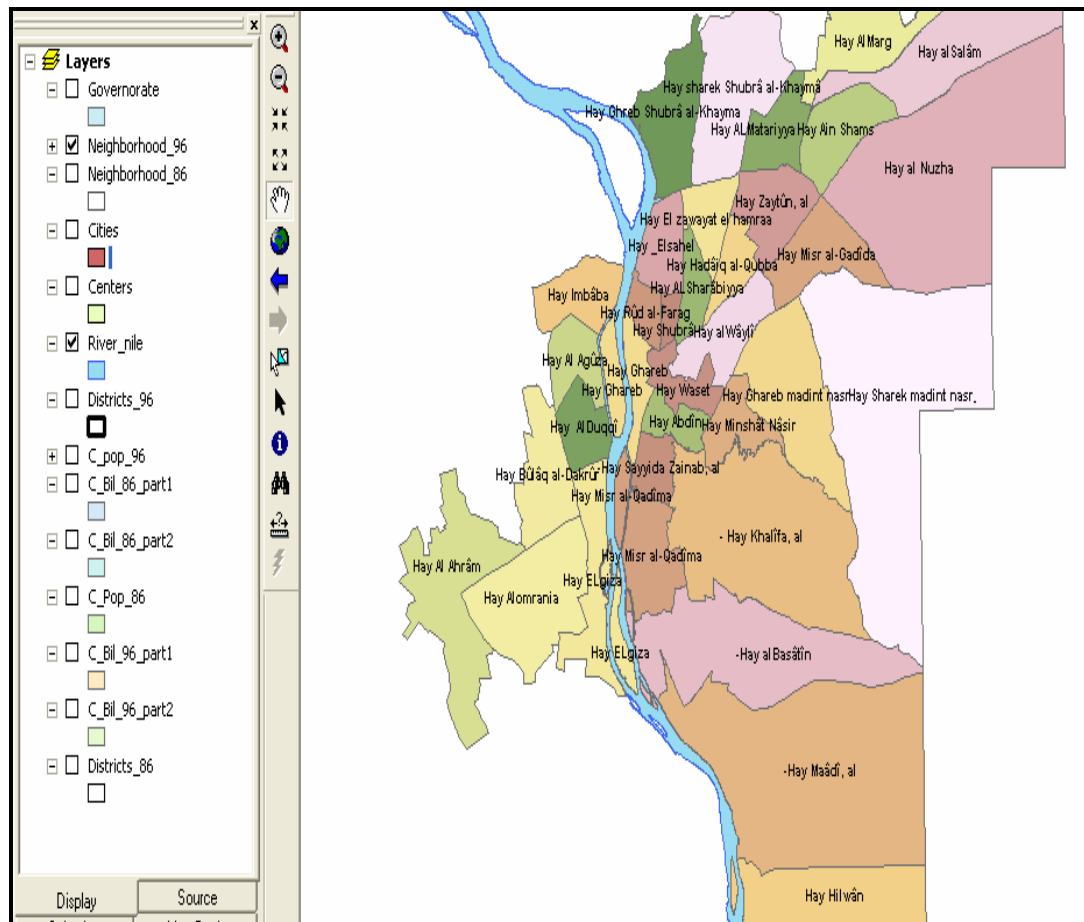 Layers
Governorate
Neighborhood_96
Neighborhood_86
Cities
Centers
River_nile
Districts_96
C_pop_96
C_Bil_86_part1
C_Bil_86_part2
C_Pop_86
C_Bil_96_part1
C_Bil_96_part2
Districts_86
Display
Source
Hay Al Marg
Hay al Salâm
Hay sharek Shubrâ al-Khaymâ
Hay Ghreb Shubrâ al-Khayma
Hay AL Matariyya
Hay Ain Shams
Hay al Nuzha
Hay Zaytûn, al
Hay El zawayat el hamraa
Hay _Elsahel
Hay Misr al-Gadîda
Hay Hadâiq al-Qubba
Hay AL Sharâbiyya
Hay Imbâba
Hay Rûd al-Farag
Hay Shubrâ
Hay al Wâylî
Hay Al Agûza
Hay Ghareb
Hay Ghareb
Hay Waset
Hay Ghareb madint nasr
Hay Sharek madint nasr.
Hay Al Duqqî
Hay Abdîn
Hay Minshât Nâsir
Hay Bûlâq al-Dakrûr
Hay Sayyida Zainab, al
Hay Misr al-Qadîma
- Hay Khalîfa, al
Hay Misr al-Qadîma
Hay Al Ahrâm
Hay ELgiza
Hay Alomrania
Hay ELgiza
-Hay al Basâtîn
-Hay Maâdî, al
Hay Hilwân